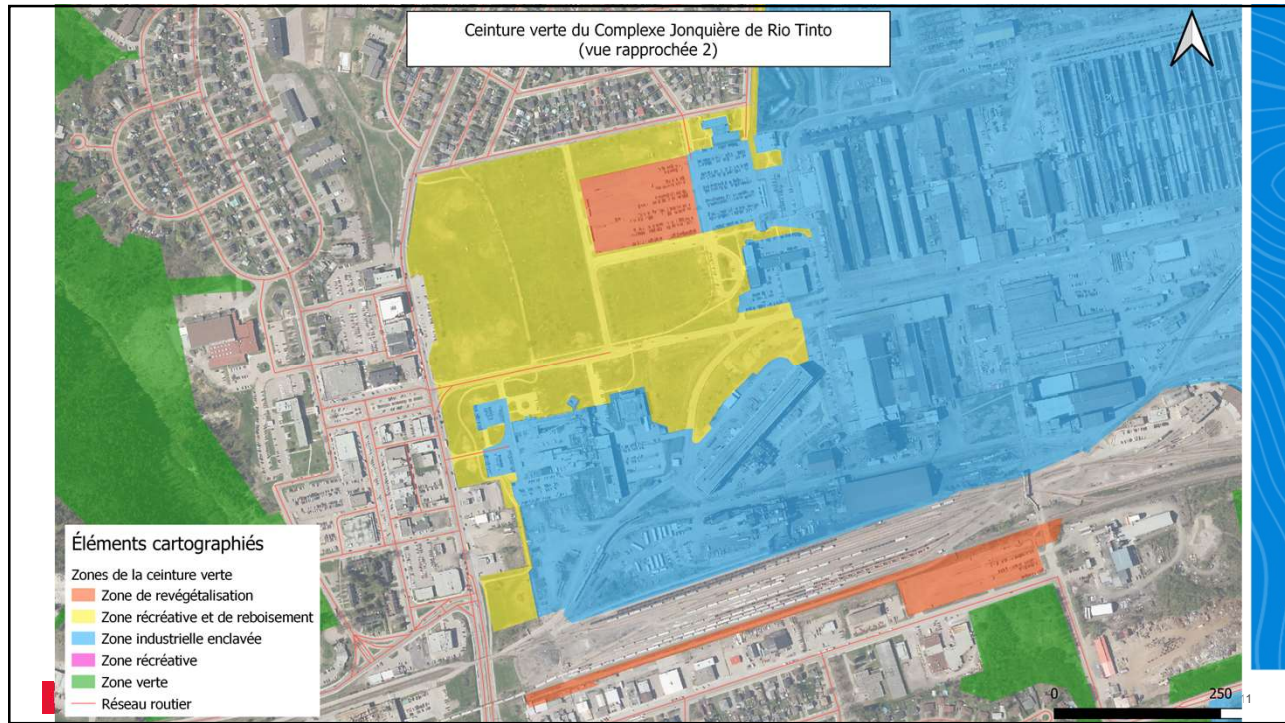 Ceinture verte du Complexe Jonquière de Rio Tinto
(vue rapprochée 2)
Éléments cartographiés
Zones de la ceinture verte
Zone de revégétalisation
Zone récréative et de reboisement
Zone industrielle enclavée
Zone récréative
Zone verte
Réseau routier
0
250
11